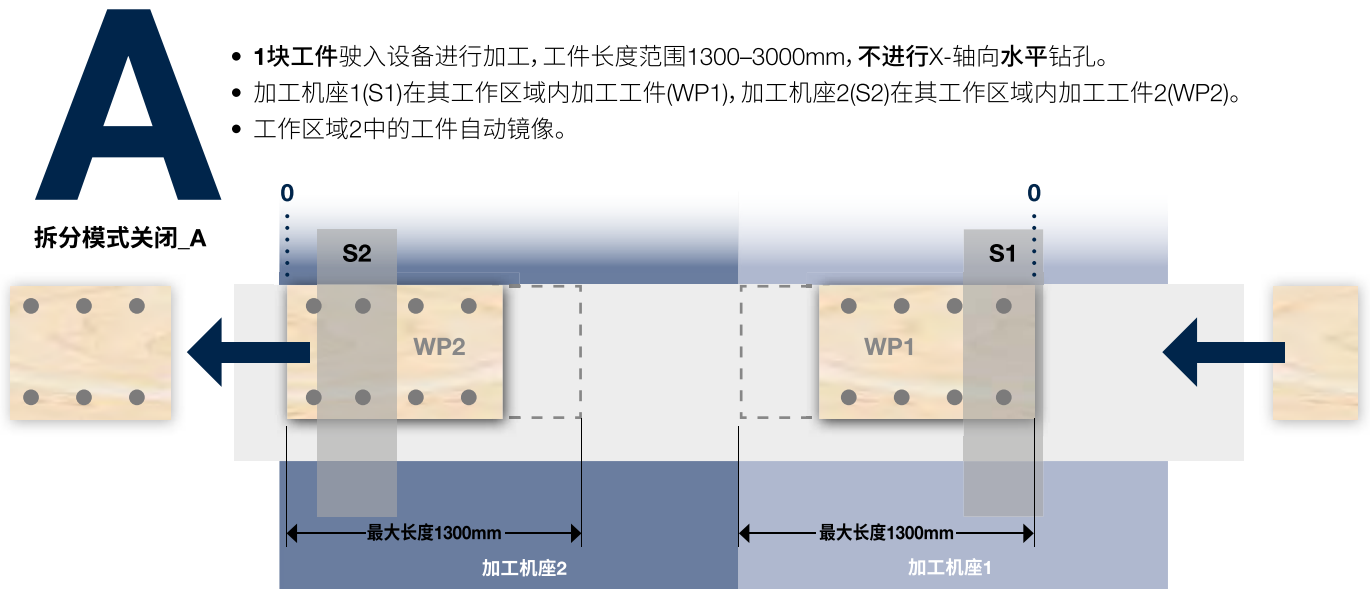 A
• 1块工件驶入设备进行加工，工件长度范围1300–3000mm，不进行X-轴向水平钻孔。
• 加工机座1(S1)在其工作区域内加工工件(WP1)，加工机座2(S2)在其工作区域内加工工件2(WP2)。
• 工作区域2中的工件自动镜像。
拆分模式关闭_A
0 0
S2 S1
WP2 WP1
最大长度1300mm 最大长度1300mm
加工机座2 加工机座1